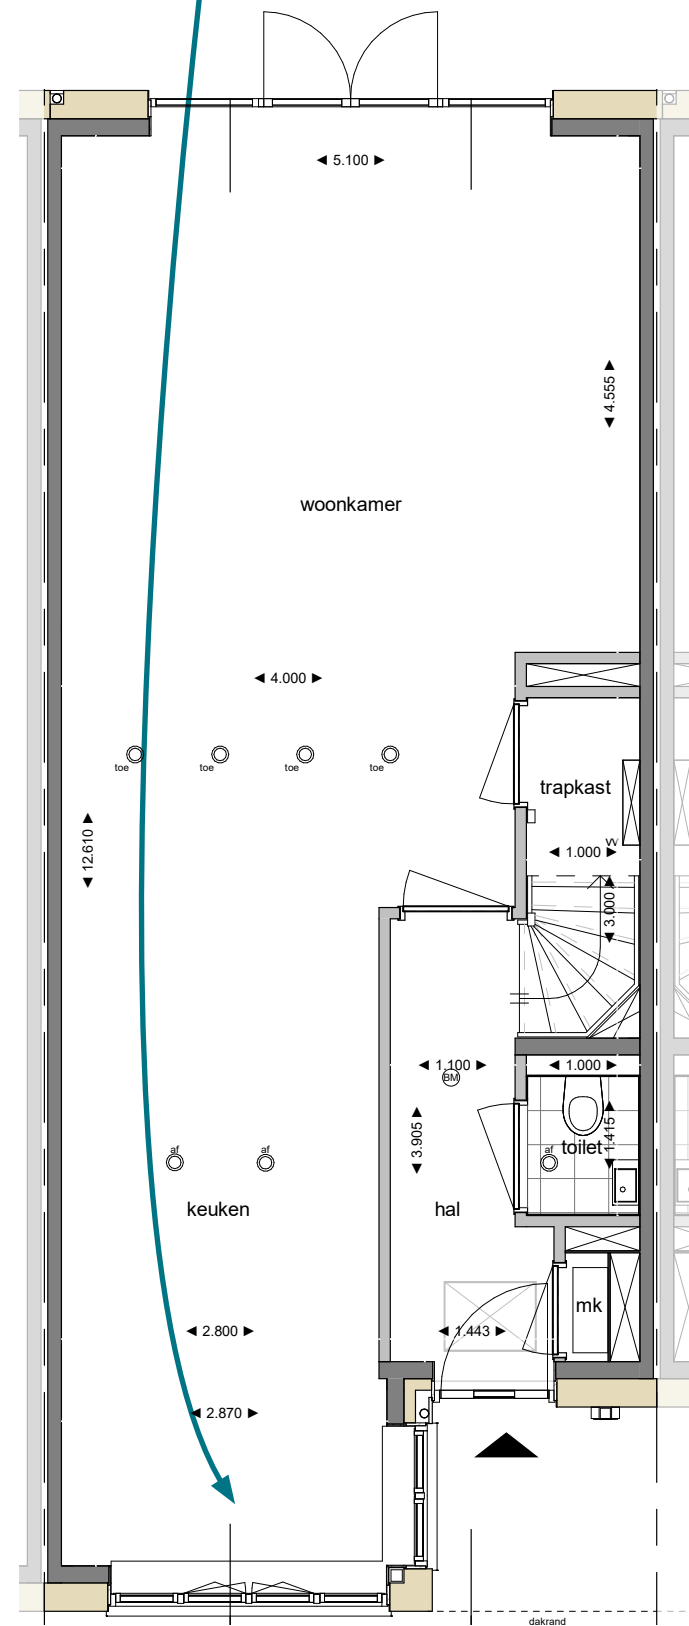 5.100
4.555
woonkamer
4.000
toe
toe
toe
toe
trapkast
12.610
W
1.000
3.000
1.100
1.000
BM
3.905
1.415
af
af
af
toilet
keuken
hal
mk
2.800
1.443
2.870
dakrand